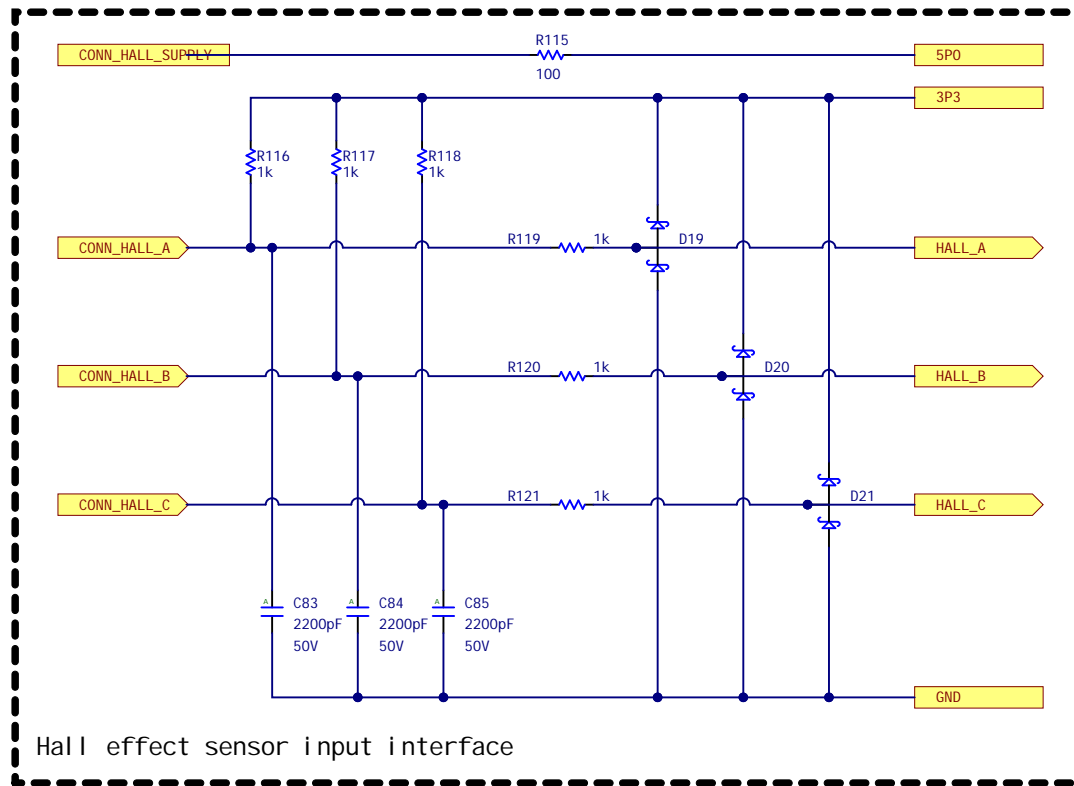 R115
CONN_HALL_SUPPLY 5P0
100
3P3
R116 R117 R118
1k 1k 1k
CONN_HALL_A R119 1k D19 HALL_A
CONN_HALL_B R120 1k D20 HALL_B
CONN_HALL_C R121 1k D21 HALL_C
A C83 A C84 A C85
2200pF 2200pF 2200pF
50V 50V 50V
GND
Hall effect sensor input interface